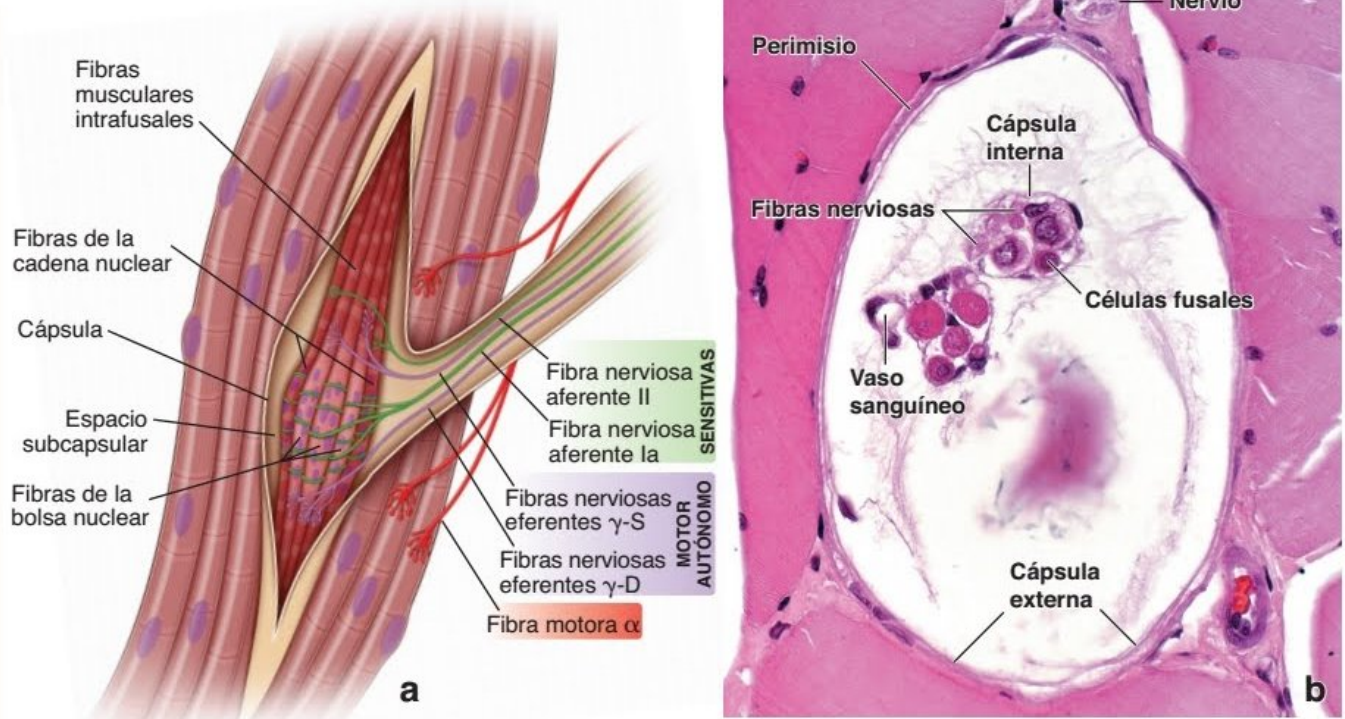 Fibras
musculares
intrafusales
Fibras de la
cadena nuclear
Cápsula
Espacio
subcapsular
Fibras de la
bolsa nuclear
Fibra nerviosa
aferente II
Fibra nerviosa
aferente Ia
SENSITIVAS
Fibras nerviosas
eferentes γ-S
Fibras nerviosas
eferentes γ-D
MOTOR
AUTÓNOMO
Fibra motora α
a
Nervio
Perimisio
Cápsula
interna
Fibras nerviosas
Células fusales
Vaso
sanguíneo
Cápsula
externa
b